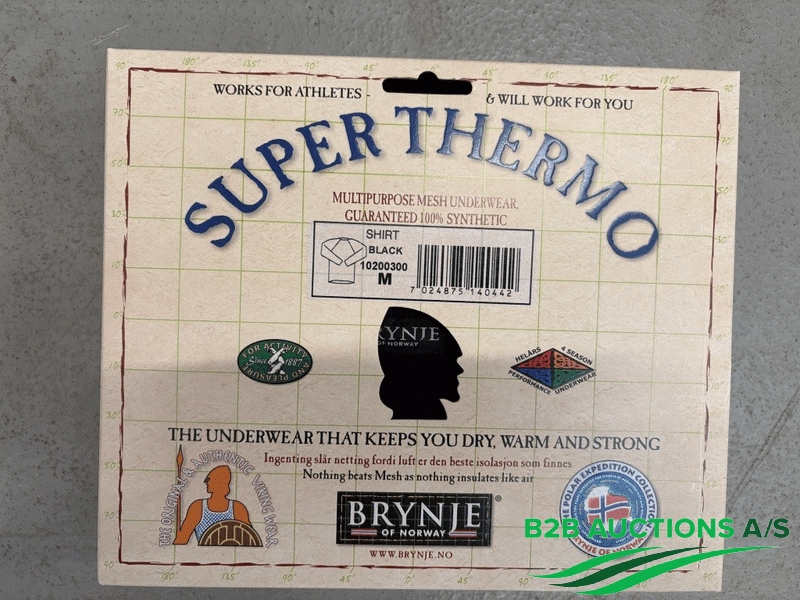 WORKS FOR ATHLETES -
& WILL WORK FOR YOU
SUPER THERMO
MULTIPURPOSE MESH UNDERWEAR,
GUARANTEED 100% SYNTHETIC
SHIRT
BLACK
10200300
M
7 024875 140442
RYNJE
OF NORWAY
FOR ACTIVITY
Since 1887
AND PLEASURE
HELÅRS 4 SEASON
PERFORMANCE UNDERWEAR
THE UNDERWEAR THAT KEEPS YOU DRY, WARM AND STRONG
Ingenting slår netting fordi luft er den beste isolasjon som finnes
Nothing beats Mesh as nothing insulates like air
THE ORIGINAL & AUTHENTIC VIKING WEAR
BRYNJE®
OF NORWAY
WWW.BRYNJE.NO
THE POLAR EXPEDITION COLLECTION
BRYNJE OF NORWAY
B2B AUCTIONS A/S